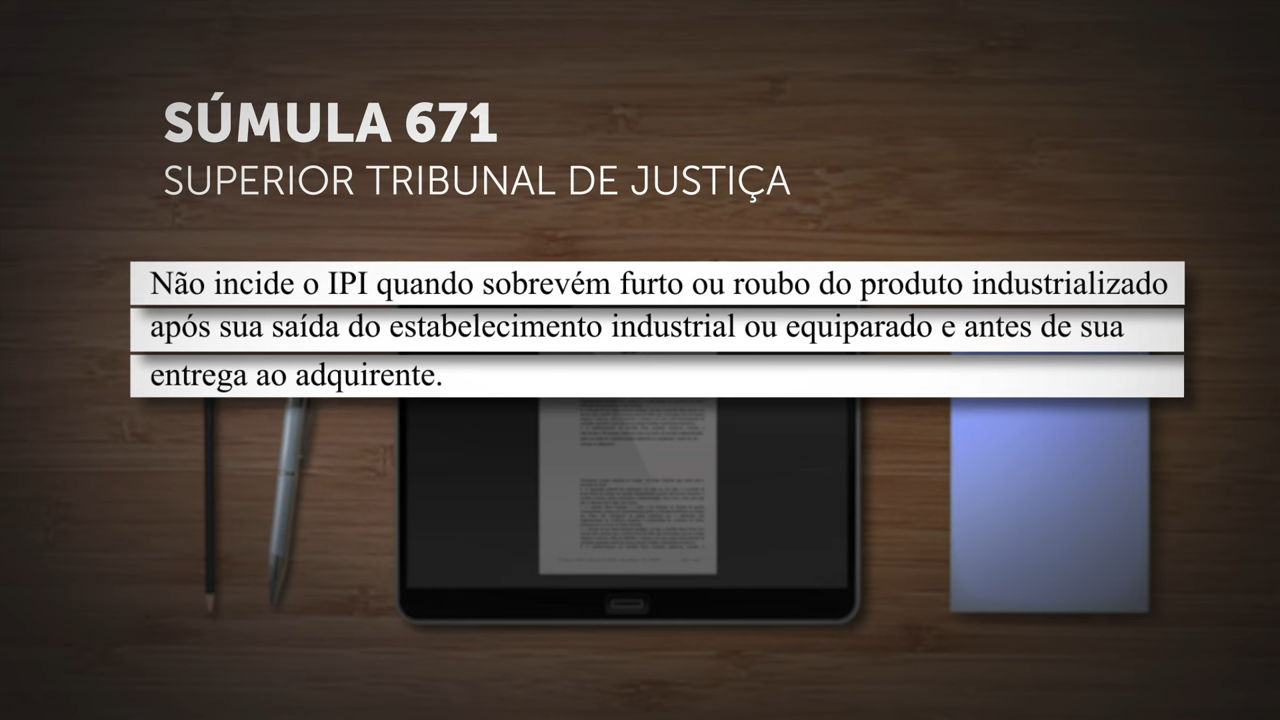 SÚMULA 671
SUPERIOR TRIBUNAL DE JUSTIÇA
Não incide o IPI quando sobrevém furto ou roubo do produto industrializado
após sua saída do estabelecimento industrial ou equiparado e antes de sua
entrega ao adquirente.